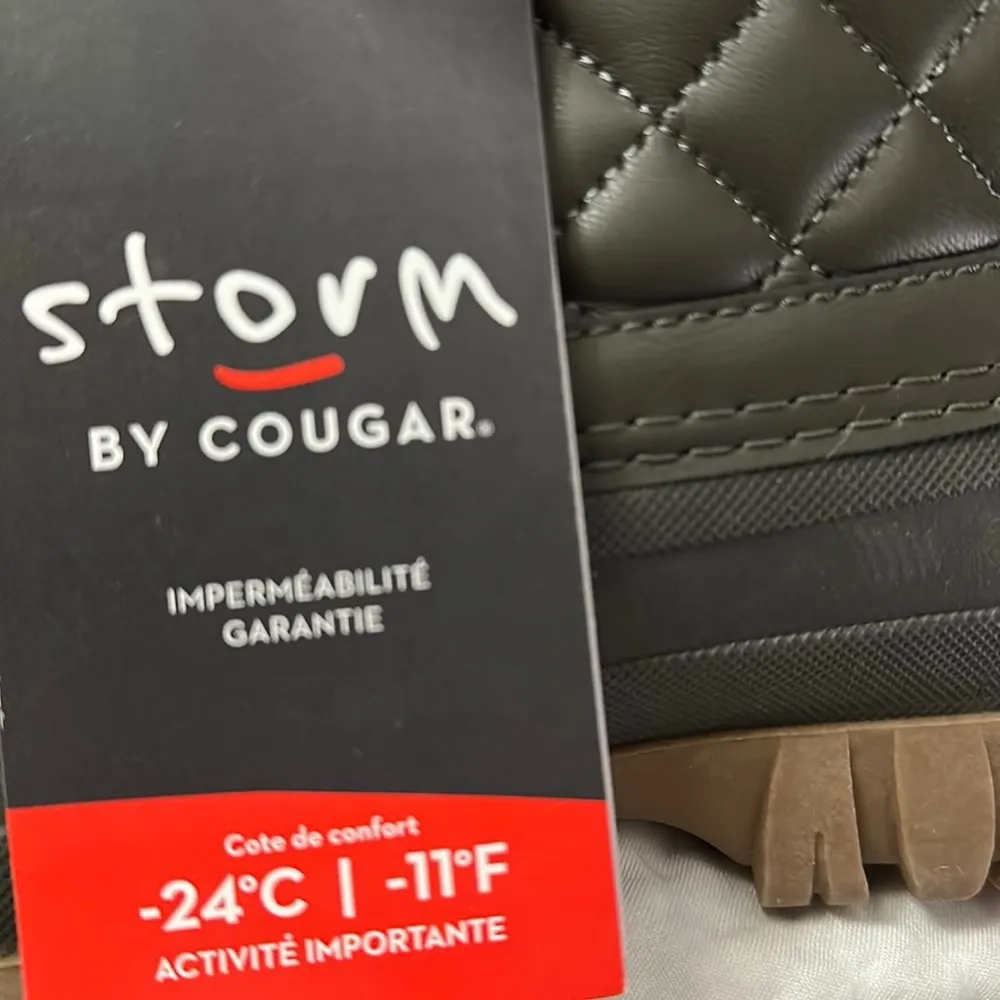 storm
BY COUGAR®
IMPERMÉABILITÉ
GARANTIE
Cote de confort
-24°C | -11°F
ACTIVITÉ IMPORTANTE